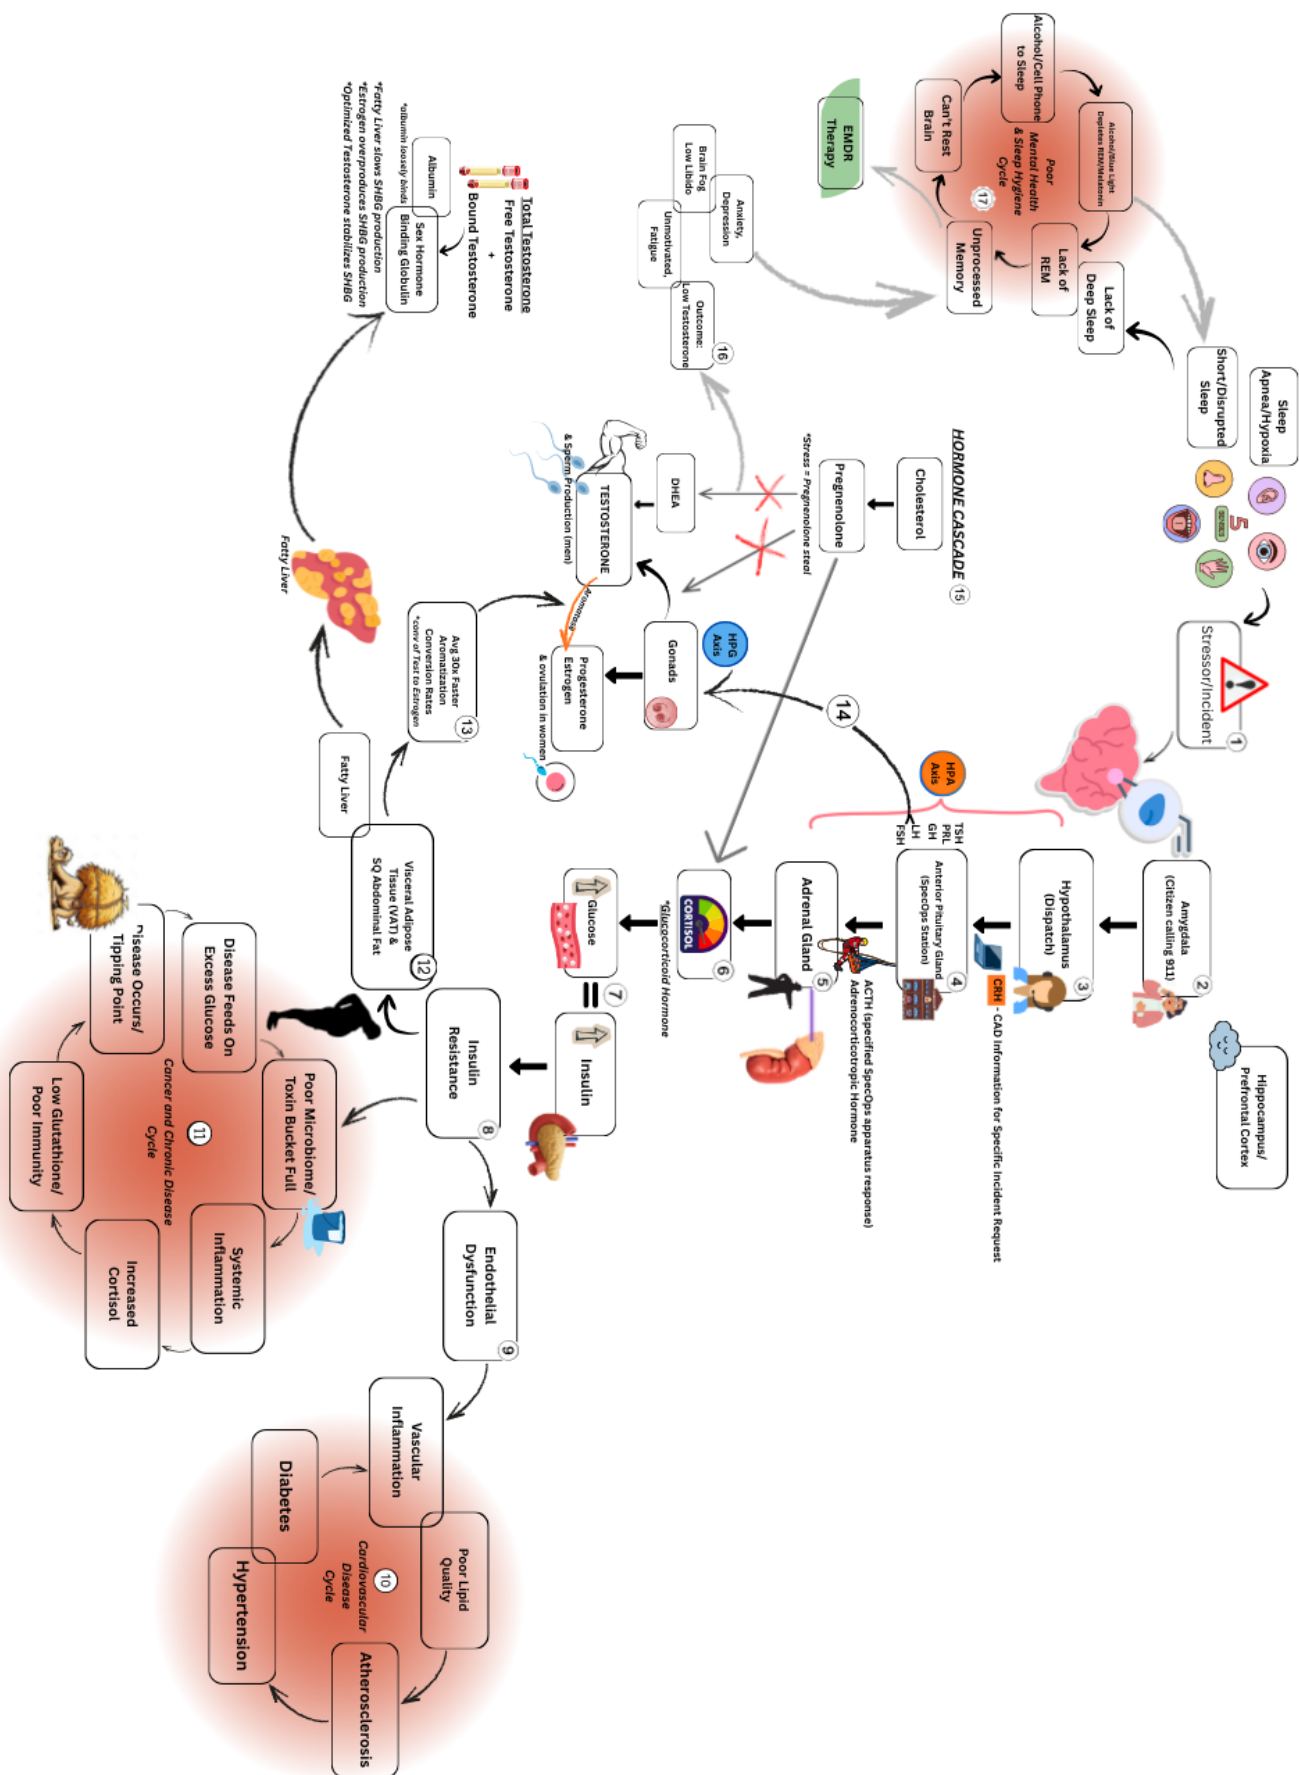 Alcohol/Cell Phone
to Sleep
Alcohol/Blue Light
Depletes REM/Melatonin
Can't Rest
Brain
Poor
Mental Health
& Sleep Hygiene
Cycle
17
Lack of
REM
Lack of
Deep Sleep
Unprocessed
Memory
EMDR
Therapy
Short/Disrupted
Sleep
Sleep
Apnea/Hypoxia
5
SENSES
Stressor/Incident
1
Hippocampus/
Prefrontal Cortex
Amygdala
(Citizen calling 911)
2
Hypothalamus
(Dispatch)
3
CRH - CAD Information for Specific Incident Request
HPA
Axis
TSH
PRL
GH
LH
FSH
Anterior Pituitary Gland
(SpecOps Station)
4
ACTH (specified SpecOps apparatus response)
Adrenocorticotropic Hormone
Adrenal Gland
5
CORTISOL
6
*Glucocorticoid Hormone
Glucose
7
Insulin
Insulin
Resistance
8
Endothelial
Dysfunction
9
Vascular
Inflammation
Poor Lipid
Quality
Atherosclerosis
Hypertension
Diabetes
10
Cardiovascular
Disease
Cycle
Poor Microbiome/
Toxin Bucket Full
Systemic
Inflammation
Increased
Cortisol
Low Glutathione/
Poor Immunity
Disease Occurs/
Tipping Point
Disease Feeds On
Excess Glucose
11
Cancer and Chronic Disease
Cycle
Visceral Adipose
Tissue (VAT) &
SQ Abdominal Fat
12
Fatty Liver
Avg 30x Faster
Aromatization
Conversion Rates
*conv of Test to Estrogen
13
14
HPG
Axis
Gonads
Progesterone
Estrogen
& ovulation in women
Aromatase
HORMONE CASCADE
15
Cholesterol
Pregnenolone
*Stress = Pregnenolone steal
DHEA
TESTOSTERONE
& Sperm Production (men)
16
Outcome:
Low Testosterone
Unmotivated,
Fatigue
Anxiety,
Depression
Brain Fog
Low Libido
Fatty Liver
Total Testosterone
Free Testosterone
+
Bound Testosterone
Albumin
*albumin loosely binds
Sex Hormone
Binding Globulin
*Fatty Liver slows SHBG production
*Estrogen overproduces SHBG production
*Optimized Testosterone stabilizes SHBG